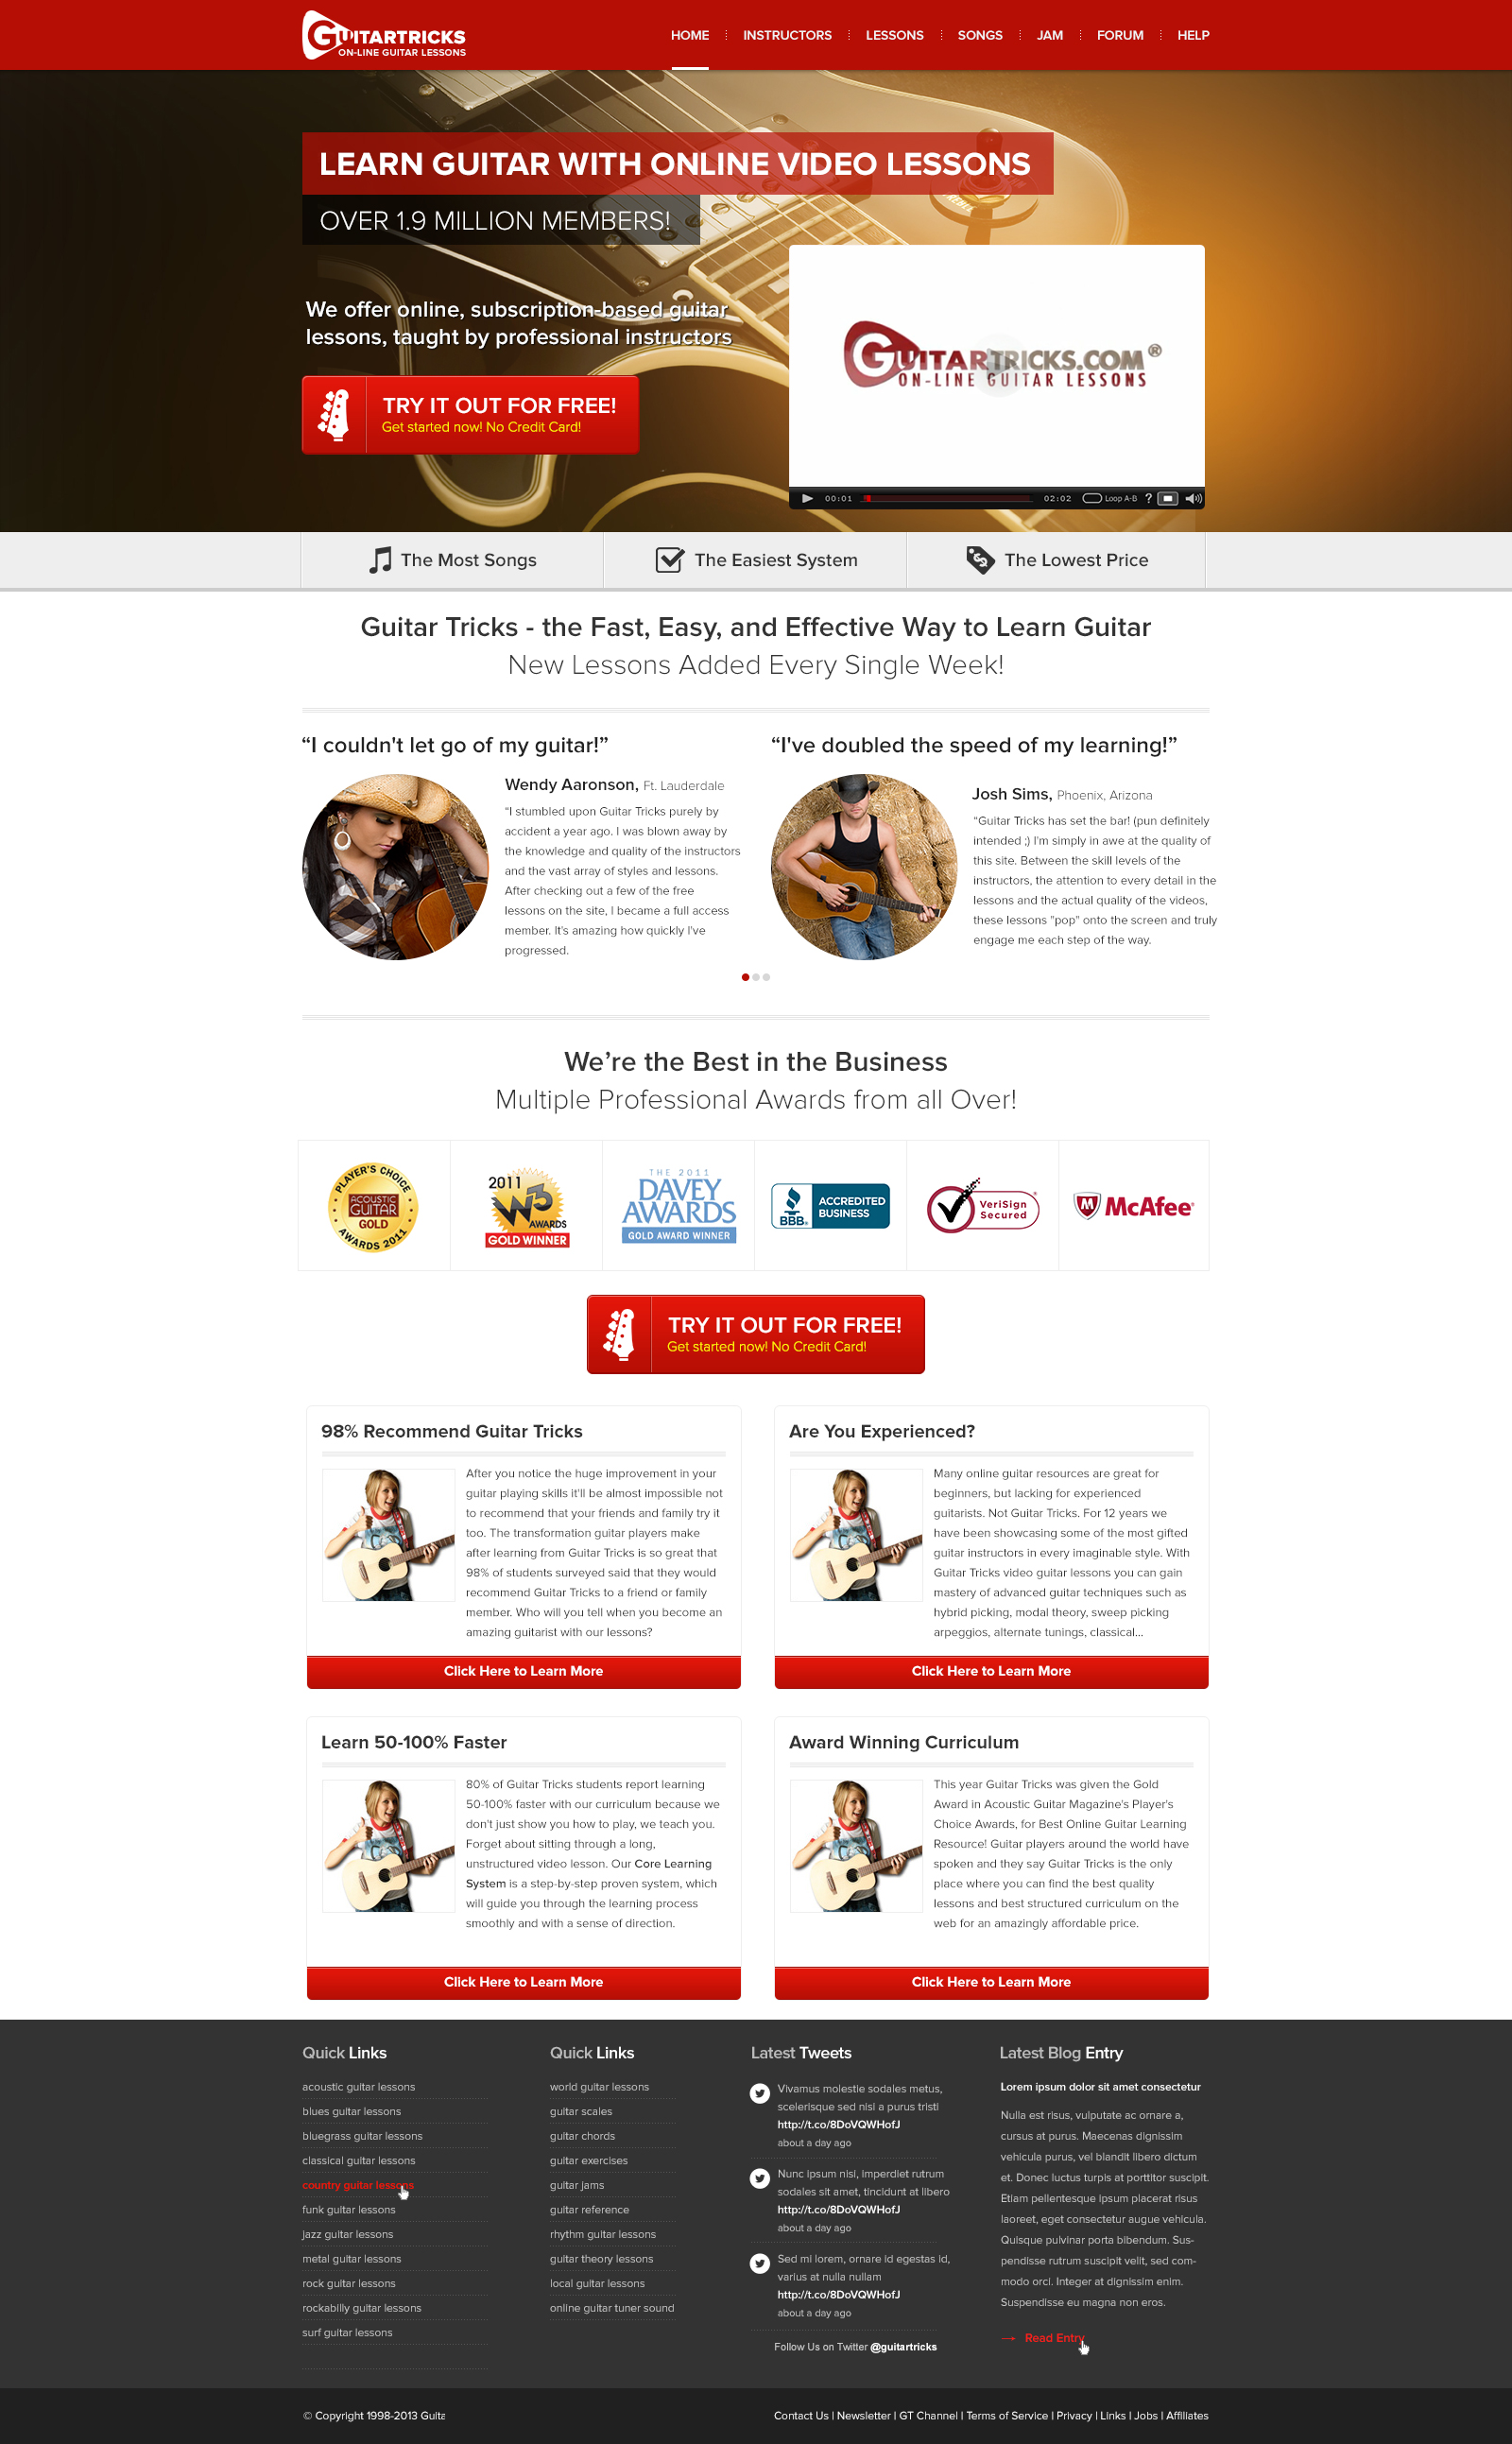 GUITARTRICKS
ON-LINE GUITAR LESSONS
HOME
INSTRUCTORS
LESSONS
SONGS
JAM
FORUM
HELP
LEARN GUITAR WITH ONLINE VIDEO LESSONS
OVER 1.9 MILLION MEMBERS!
We offer online, subscription-based guitar
lessons, taught by professional instructors
TRY IT OUT FOR FREE!
Get started now! No Credit Card!
GUITARTRICKS.COM®
ON-LINE GUITAR LESSONS
00:01
02:02
Loop A-B
?
The Most Songs
The Easiest System
The Lowest Price
Guitar Tricks - the Fast, Easy, and Effective Way to Learn Guitar
New Lessons Added Every Single Week!
“I couldn't let go of my guitar!”
Wendy Aaronson, Ft. Lauderdale
“I stumbled upon Guitar Tricks purely by
accident a year ago. I was blown away by
the knowledge and quality of the instructors
and the vast array of styles and lessons.
After checking out a few of the free
lessons on the site, I became a full access
member. It's amazing how quickly I've
progressed.
“I've doubled the speed of my learning!”
Josh Sims, Phoenix, Arizona
“Guitar Tricks has set the bar! (pun definitely
intended ;) I'm simply in awe at the quality of
this site. Between the skill levels of the
instructors, the attention to every detail in the
lessons and the actual quality of the videos,
these lessons "pop" onto the screen and truly
engage me each step of the way.
We’re the Best in the Business
Multiple Professional Awards from all Over!
PLAYER'S CHOICE
ACOUSTIC
GUITAR
GOLD
AWARDS 2011
2011
W3
AWARDS
GOLD WINNER
THE 2011
DAVEY
AWARDS
GOLD AWARD WINNER
BBB.
ACCREDITED
BUSINESS
VeriSign
Secured
McAfee
TRY IT OUT FOR FREE!
Get started now! No Credit Card!
98% Recommend Guitar Tricks
After you notice the huge improvement in your
guitar playing skills it'll be almost impossible not
to recommend that your friends and family try it
too. The transformation guitar players make
after learning from Guitar Tricks is so great that
98% of students surveyed said that they would
recommend Guitar Tricks to a friend or family
member. Who will you tell when you become an
amazing guitarist with our lessons?
Click Here to Learn More
Are You Experienced?
Many online guitar resources are great for
beginners, but lacking for experienced
guitarists. Not Guitar Tricks. For 12 years we
have been showcasing some of the most gifted
guitar instructors in every imaginable style. With
Guitar Tricks video guitar lessons you can gain
mastery of advanced guitar techniques such as
hybrid picking, modal theory, sweep picking
arpeggios, alternate tunings, classical...
Click Here to Learn More
Learn 50-100% Faster
80% of Guitar Tricks students report learning
50-100% faster with our curriculum because we
don't just show you how to play, we teach you.
Forget about sitting through a long,
unstructured video lesson. Our Core Learning
System is a step-by-step proven system, which
will guide you through the learning process
smoothly and with a sense of direction.
Click Here to Learn More
Award Winning Curriculum
This year Guitar Tricks was given the Gold
Award in Acoustic Guitar Magazine's Player's
Choice Awards, for Best Online Guitar Learning
Resource! Guitar players around the world have
spoken and they say Guitar Tricks is the only
place where you can find the best quality
lessons and best structured curriculum on the
web for an amazingly affordable price.
Click Here to Learn More
Quick Links
acoustic guitar lessons
blues guitar lessons
bluegrass guitar lessons
classical guitar lessons
country guitar lessons
funk guitar lessons
jazz guitar lessons
metal guitar lessons
rock guitar lessons
rockabilly guitar lessons
surf guitar lessons
Quick Links
world guitar lessons
guitar scales
guitar chords
guitar exercises
guitar jams
guitar reference
rhythm guitar lessons
guitar theory lessons
local guitar lessons
online guitar tuner sound
Latest Tweets
Vivamus molestie sodales metus,
scelerisque sed nisi a purus tristi
http://t.co/8DoVQWHofJ
about a day ago
Nunc ipsum nisi, imperdiet rutrum
sodales sit amet, tincidunt at libero
http://t.co/8DoVQWHofJ
about a day ago
Sed mi lorem, ornare id egestas id,
varius at nulla nullam
http://t.co/8DoVQWHofJ
about a day ago
Follow Us on Twitter @guitartricks
Latest Blog Entry
Lorem ipsum dolor sit amet consectetur
Nulla est risus, vulputate ac ornare a,
cursus at purus. Maecenas dignissim
vehicula purus, vel blandit libero dictum
et. Donec luctus turpis at porttitor suscipit.
Etiam pellentesque ipsum placerat risus
laoreet, eget consectetur augue vehicula.
Quisque pulvinar porta bibendum. Sus-
pendisse rutrum suscipit velit, sed com-
modo orci. Integer at dignissim enim.
Suspendisse eu magna non eros.
Read Entry
© Copyright 1998-2013 Guita
Contact Us | Newsletter | GT Channel | Terms of Service | Privacy | Links | Jobs | Affiliates